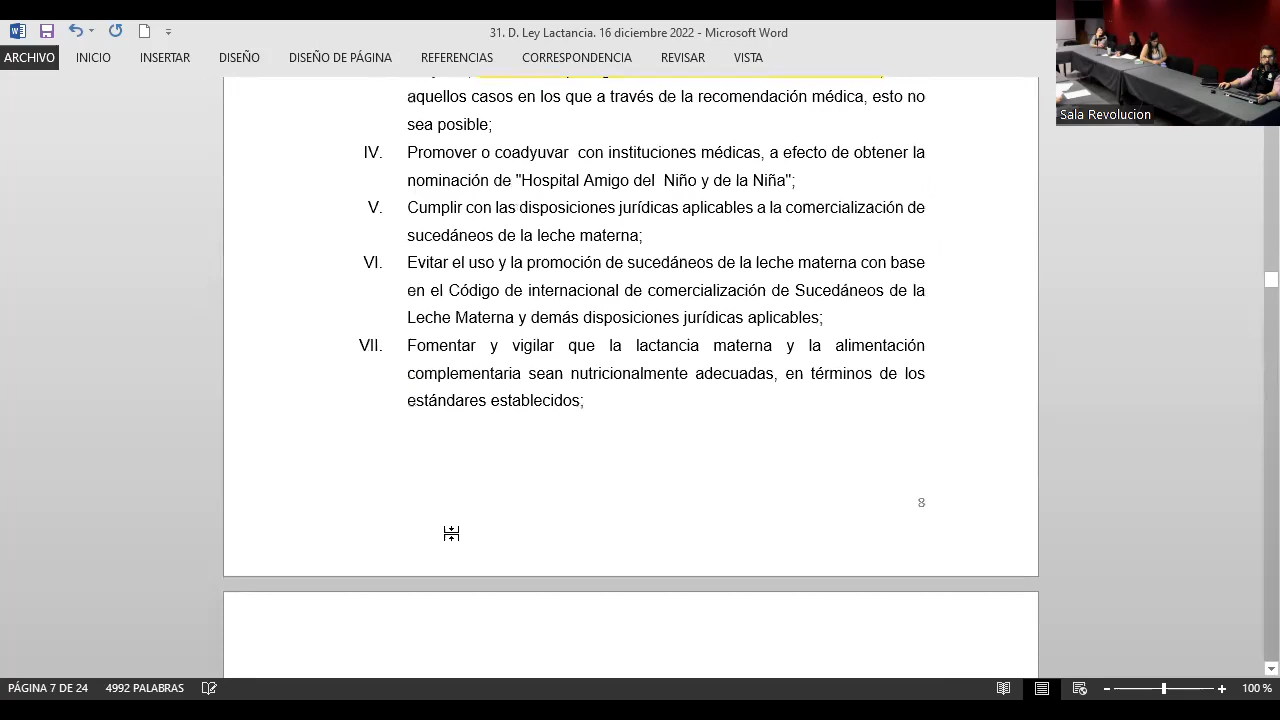 31. D. Ley Lactancia. 16 diciembre 2022 - Microsoft Word
ARCHIVO INICIO INSERTAR DISEÑO DISEÑO DE PÁGINA REFERENCIAS CORRESPONDENCIA REVISAR VISTA
Sala Revolucion
aquellos casos en los que a través de la recomendación médica, esto no
sea posible;
IV. Promover o coadyuvar con instituciones médicas, a efecto de obtener la
nominación de "Hospital Amigo del Niño y de la Niña";
V. Cumplir con las disposiciones jurídicas aplicables a la comercialización de
sucedáneos de la leche materna;
VI. Evitar el uso y la promoción de sucedáneos de la leche materna con base
en el Código de internacional de comercialización de Sucedáneos de la
Leche Materna y demás disposiciones jurídicas aplicables;
VII. Fomentar y vigilar que la lactancia materna y la alimentación
complementaria sean nutricionalmente adecuadas, en términos de los
estándares establecidos;
8
PÁGINA 7 DE 24 4992 PALABRAS 100 %